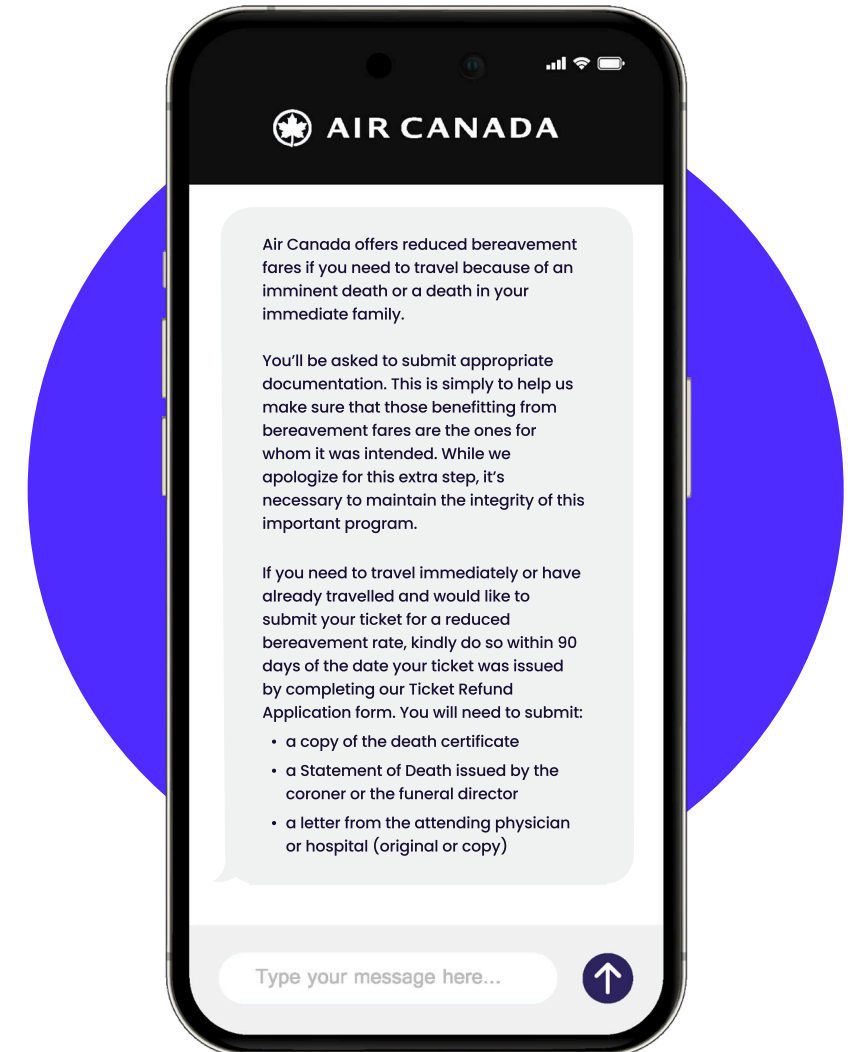 AIR CANADA
Air Canada offers reduced bereavement
fares if you need to travel because of an
imminent death or a death in your
immediate family.
You’ll be asked to submit appropriate
documentation. This is simply to help us
make sure that those benefitting from
bereavement fares are the ones for
whom it was intended. While we
apologize for this extra step, it’s
necessary to maintain the integrity of this
important program.
If you need to travel immediately or have
already travelled and would like to
submit your ticket for a reduced
bereavement rate, kindly do so within 90
days of the date your ticket was issued
by completing our Ticket Refund
Application form. You will need to submit:
• a copy of the death certificate
• a Statement of Death issued by the
coroner or the funeral director
• a letter from the attending physician
or hospital (original or copy)
Type your message here...